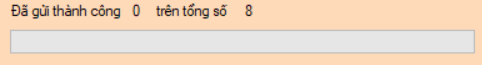 Đã gửi thành công 0 trên tổng số 8